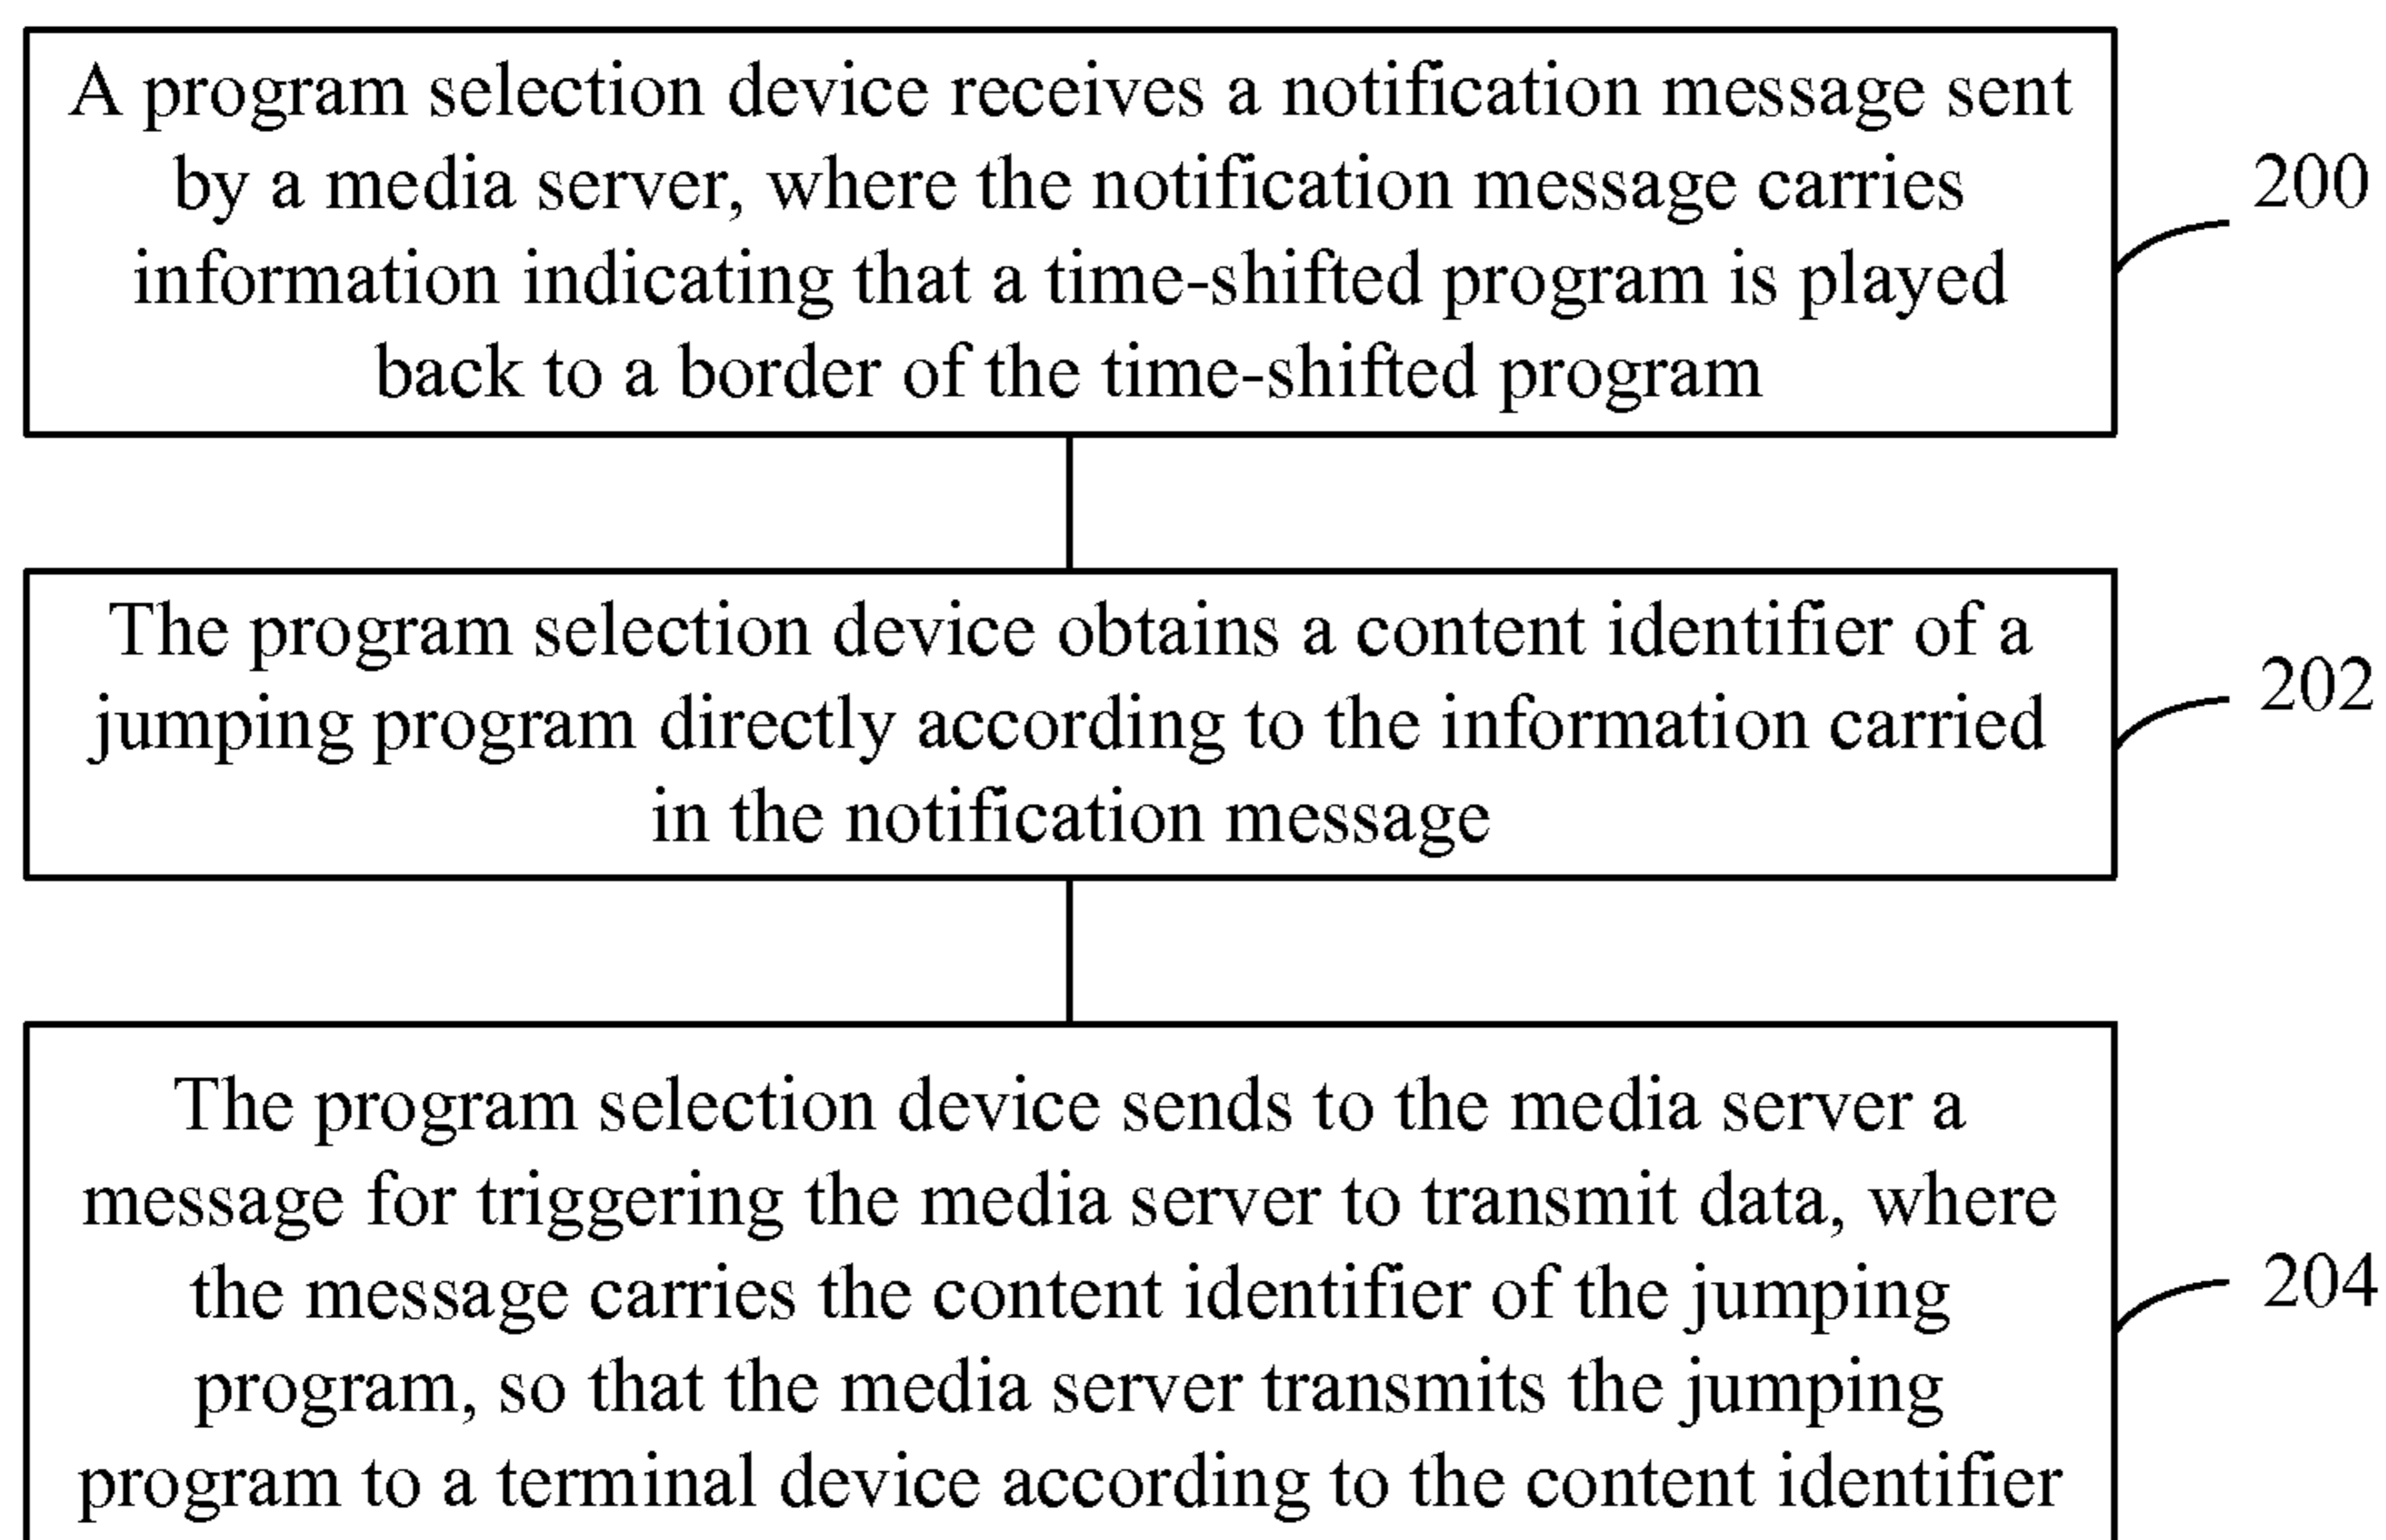 A program selection device receives a notification message sent
by a media server, where the notification message carries
information indicating that a time-shifted program is played
back to a border of the time-shifted program
200
The program selection device obtains a content identifier of a
jumping program directly according to the information carried
in the notification message
202
The program selection device sends to the media server a
message for triggering the media server to transmit data, where
the message carries the content identifier of the jumping
program, so that the media server transmits the jumping
program to a terminal device according to the content identifier
204